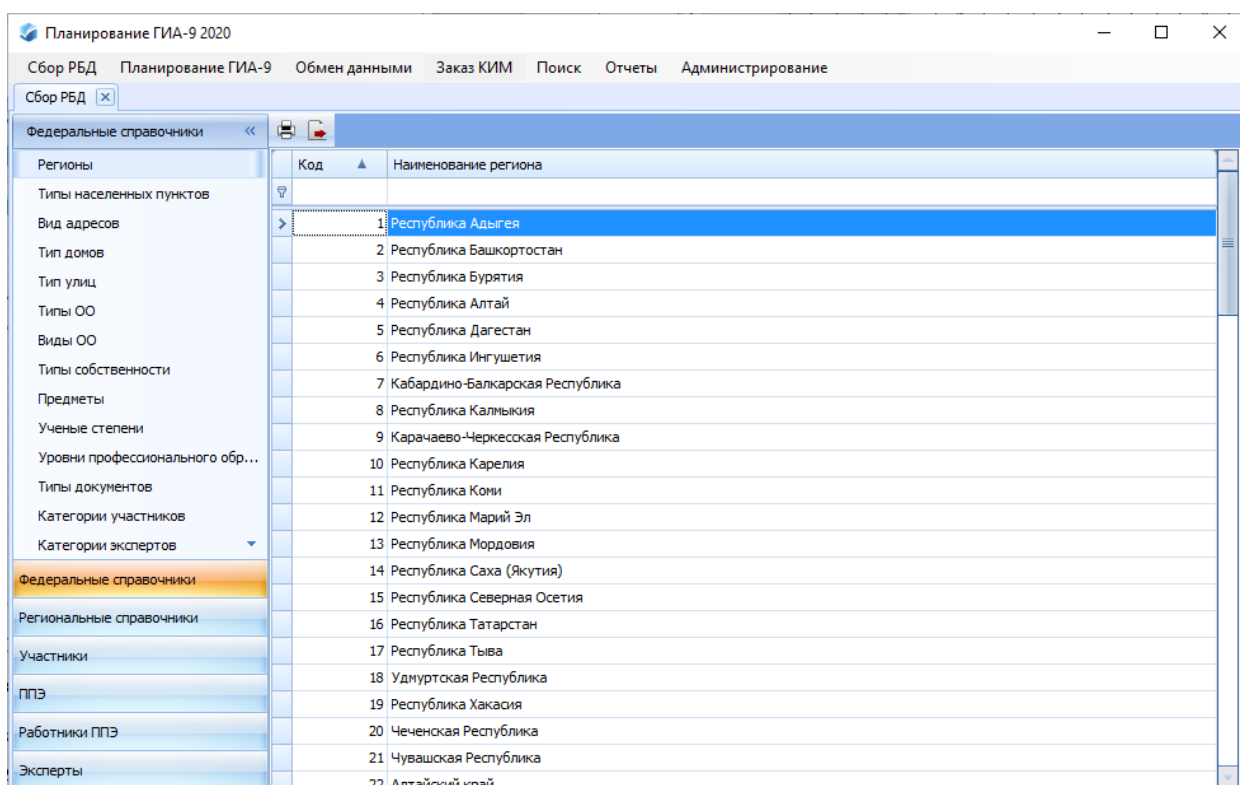 Планирование ГИА-9 2020
Сбор РБД Планирование ГИА-9 Обмен данными Заказ КИМ Поиск Отчеты Администрирование
Сбор РБД
Федеральные справочники
Регионы
Типы населенных пунктов
Вид адресов
Тип домов
Тип улиц
Типы ОО
Виды ОО
Типы собственности
Предметы
Ученые степени
Уровни профессионального обр...
Типы документов
Категории участников
Категории экспертов
Федеральные справочники
Региональные справочники
Участники
ППЭ
Работники ППЭ
Эксперты
Код Наименование региона
1 Республика Адыгея
2 Республика Башкортостан
3 Республика Бурятия
4 Республика Алтай
5 Республика Дагестан
6 Республика Ингушетия
7 Кабардино-Балкарская Республика
8 Республика Калмыкия
9 Карачаево-Черкесская Республика
10 Республика Карелия
11 Республика Коми
12 Республика Марий Эл
13 Республика Мордовия
14 Республика Саха (Якутия)
15 Республика Северная Осетия
16 Республика Татарстан
17 Республика Тыва
18 Удмуртская Республика
19 Республика Хакасия
20 Чеченская Республика
21 Чувашская Республика
22 Алтайский край